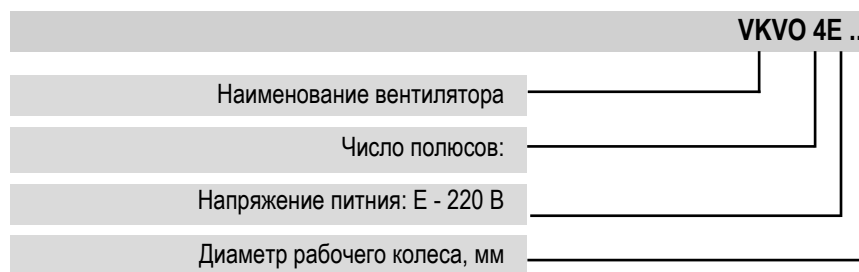 VKVO 4E ..
Наименование вентилятора
Число полюсов:
Напряжение питния: Е - 220 В
Диаметр рабочего колеса, мм